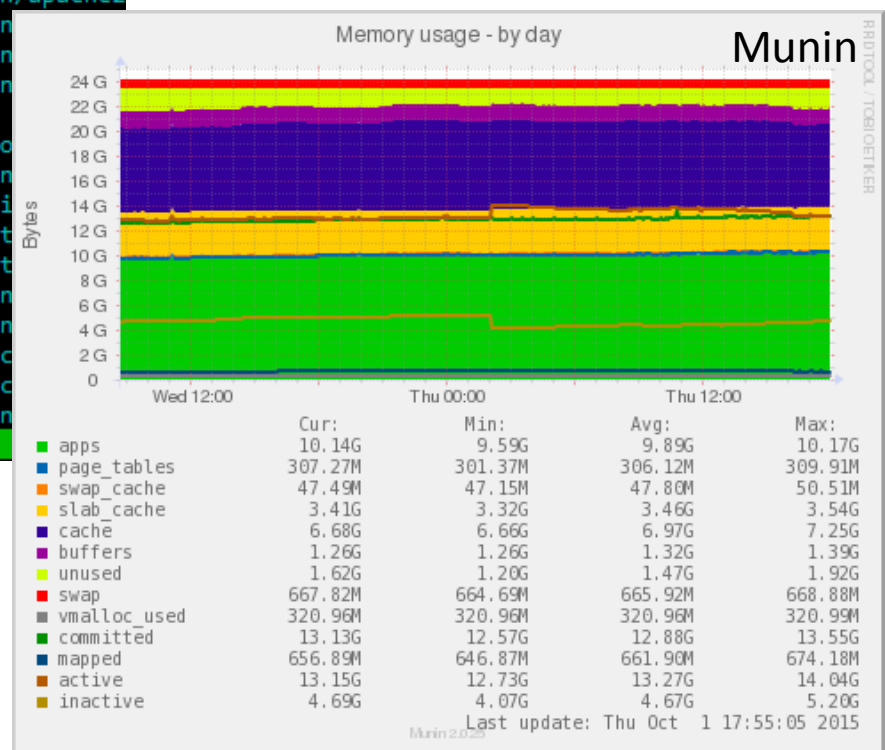 Memory usage - by day
Munin
RRDTOOL / TOBI OETIKER
Bytes
24 G
22 G
20 G
18 G
16 G
14 G
12 G
10 G
8 G
6 G
4 G
2 G
0
Wed 12:00 Thu 00:00 Thu 12:00
Cur: Min: Avg: Max:
apps 10.14G 9.59G 9.89G 10.17G
page_tables 307.27M 301.37M 306.12M 309.91M
swap_cache 47.49M 47.15M 47.80M 50.51M
slab_cache 3.41G 3.32G 3.46G 3.54G
cache 6.68G 6.66G 6.97G 7.25G
buffers 1.26G 1.26G 1.32G 1.39G
unused 1.62G 1.20G 1.47G 1.92G
swap 667.82M 664.69M 665.92M 668.88M
vmalloc_used 320.96M 320.96M 320.96M 320.99M
committed 13.13G 12.57G 12.88G 13.55G
mapped 656.89M 646.87M 661.90M 674.18M
active 13.15G 12.73G 13.27G 14.04G
inactive 4.69G 4.07G 4.67G 5.20G
Last update: Thu Oct 1 17:55:05 2015
Munin 2.0.25